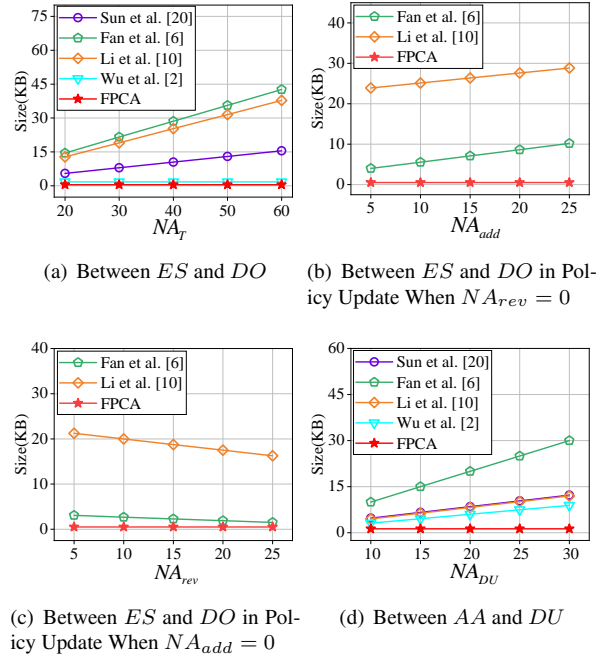 75
60
45
30
15
0
Size(KB)
Sun et al. [20]
Fan et al. [6]
Li et al. [10]
Wu et al. [2]
FPCA
20 30 40 50 60
NA_T
(a) Between ES and DO
40
30
20
10
0
Size(KB)
Fan et al. [6]
Li et al. [10]
FPCA
5 10 15 20 25
NA_add
(b) Between ES and DO in Pol-
icy Update When NA_rev = 0
40
30
20
10
0
Size(KB)
Fan et al. [6]
Li et al. [10]
FPCA
5 10 15 20 25
NA_rev
(c) Between ES and DO in Pol-
icy Update When NA_add = 0
60
45
30
15
0
Size(KB)
Sun et al. [20]
Fan et al. [6]
Li et al. [10]
Wu et al. [2]
FPCA
10 15 20 25 30
NA_DU
(d) Between AA and DU